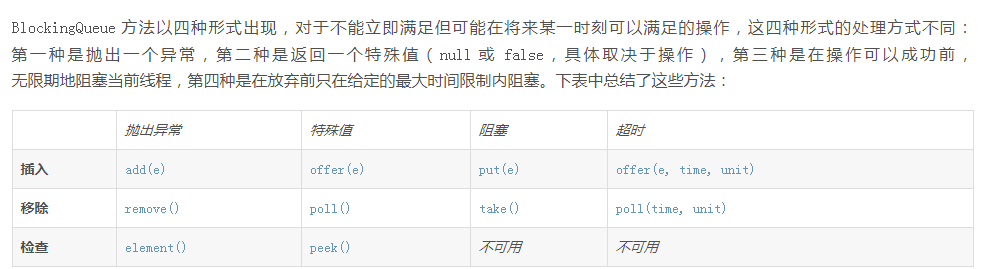 BlockingQueue 方法以四种形式出现，对于不能立即满足但可能在将来某一时刻可以满足的操作，这四种形式的处理方式不同：
第一种是抛出一个异常，第二种是返回一个特殊值（null 或 false，具体取决于操作），第三种是在操作可以成功前，
无限期地阻塞当前线程，第四种是在放弃前只在给定的最大时间限制内阻塞。下表中总结了这些方法：
抛出异常 特殊值 阻塞 超时
插入 add(e) offer(e) put(e) offer(e, time, unit)
移除 remove() poll() take() poll(time, unit)
检查 element() peek() 不可用 不可用